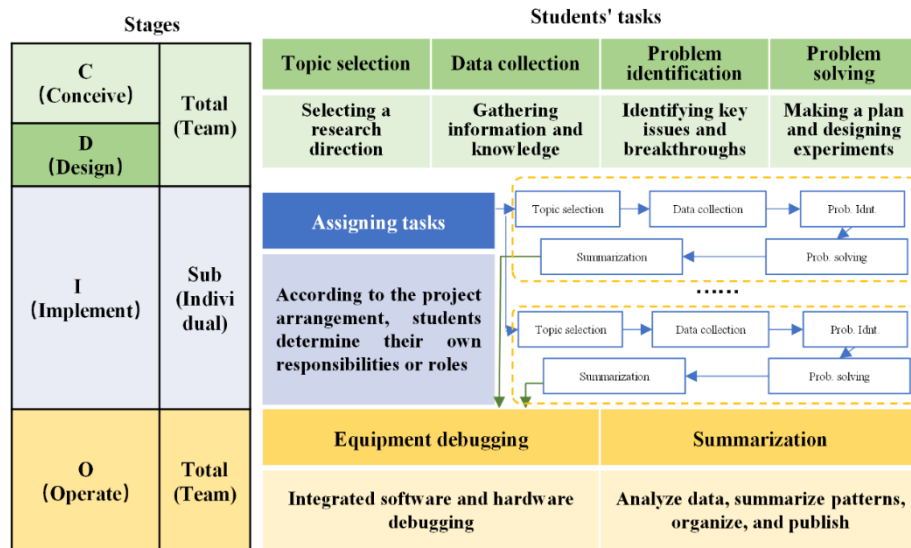 Stages
Students' tasks
C
(Conceive)
D
(Design)
Total
(Team)
Topic selection
Data collection
Problem
identification
Problem
solving
Selecting a
research
direction
Gathering
information and
knowledge
Identifying key
issues and
breakthroughs
Making a plan
and designing
experiments
I
(Implement)
Sub
(Indivi
dual)
Assigning tasks
According to the project
arrangement, students
determine their own
responsibilities or roles
Topic selection
Data collection
Prob. Idnt.
Summarization
Prob. solving
......
Topic selection
Data collection
Prob. Idnt.
Summarization
Prob. solving
O
(Operate)
Total
(Team)
Equipment debugging
Summarization
Integrated software and hardware
debugging
Analyze data, summarize patterns,
organize, and publish